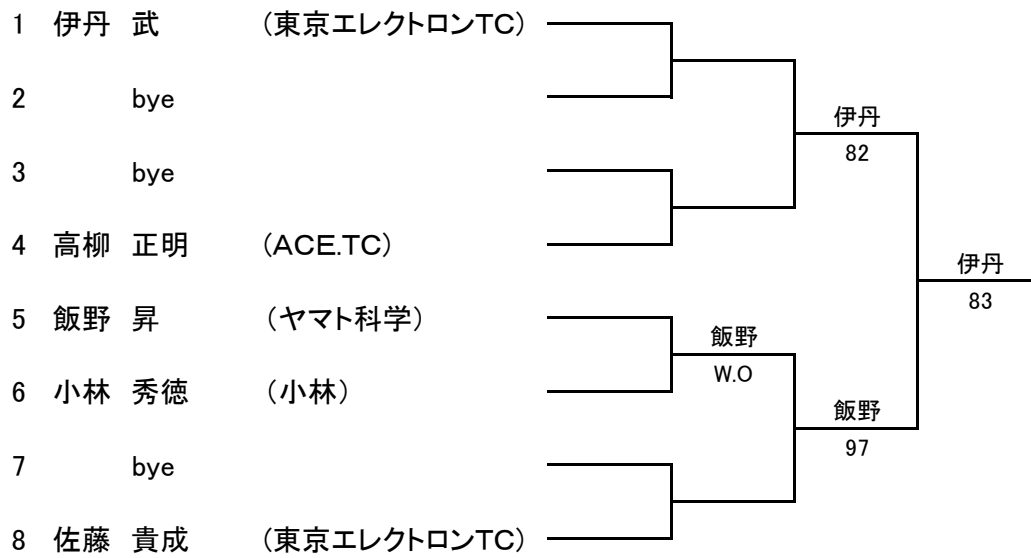 1 伊丹 武 (東京エレクトロンTC)
2 bye
3 bye
4 高柳 正明 (ACE.TC)
5 飯野 昇 (ヤマト科学)
6 小林 秀徳 (小林)
7 bye
8 佐藤 貴成 (東京エレクトロンTC)
飯野
W.O
伊丹
82
飯野
97
伊丹
83